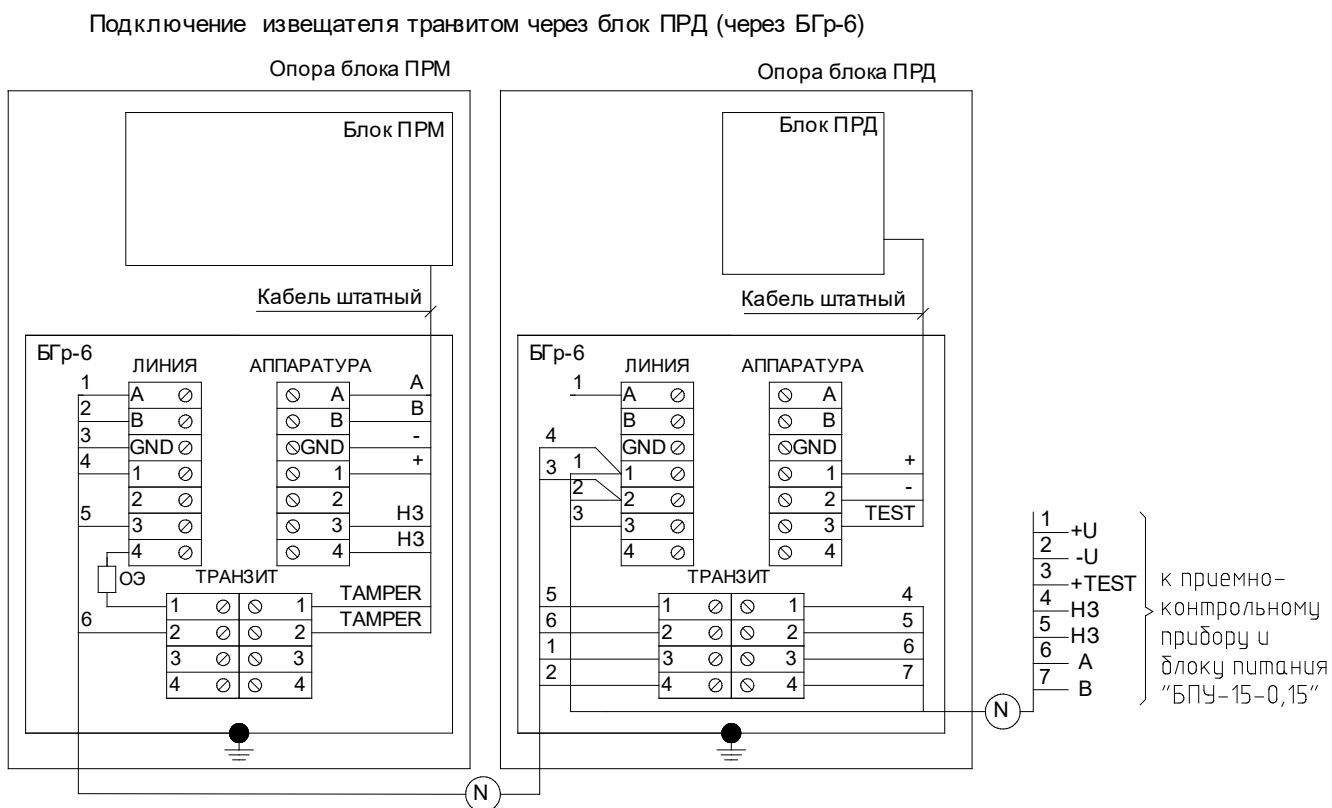 Подключение извещателя транзитом через блок ПРД (через БГр-6)
Опора блока ПРМ
Блок ПРМ
Кабель штатный
БГр-6
ЛИНИЯ
АППАРАТУРА
1 A A A
2 B B B
3 GND GND -
4 1 1 +
2 2
5 3 3 НЗ
4 4 НЗ
ОЭ
ТРАНЗИТ
1 1 TAMPER
6 2 2 TAMPER
3 3
4 4
N
Опора блока ПРД
Блок ПРД
Кабель штатный
БГр-6
ЛИНИЯ
АППАРАТУРА
1 A A
B B
4 GND GND
3 1 1 1 +
2 2 2 -
3 3 3 TEST
4 4
ТРАНЗИТ
5 1 1 4
6 2 2 5
1 3 3 6
2 4 4 7
N
1 +U
2 -U
3 +TEST
4 НЗ
5 НЗ
6 A
7 B
к приемно-
контрольному
прибору и
блоку питания
"БПУ-15-0,15"